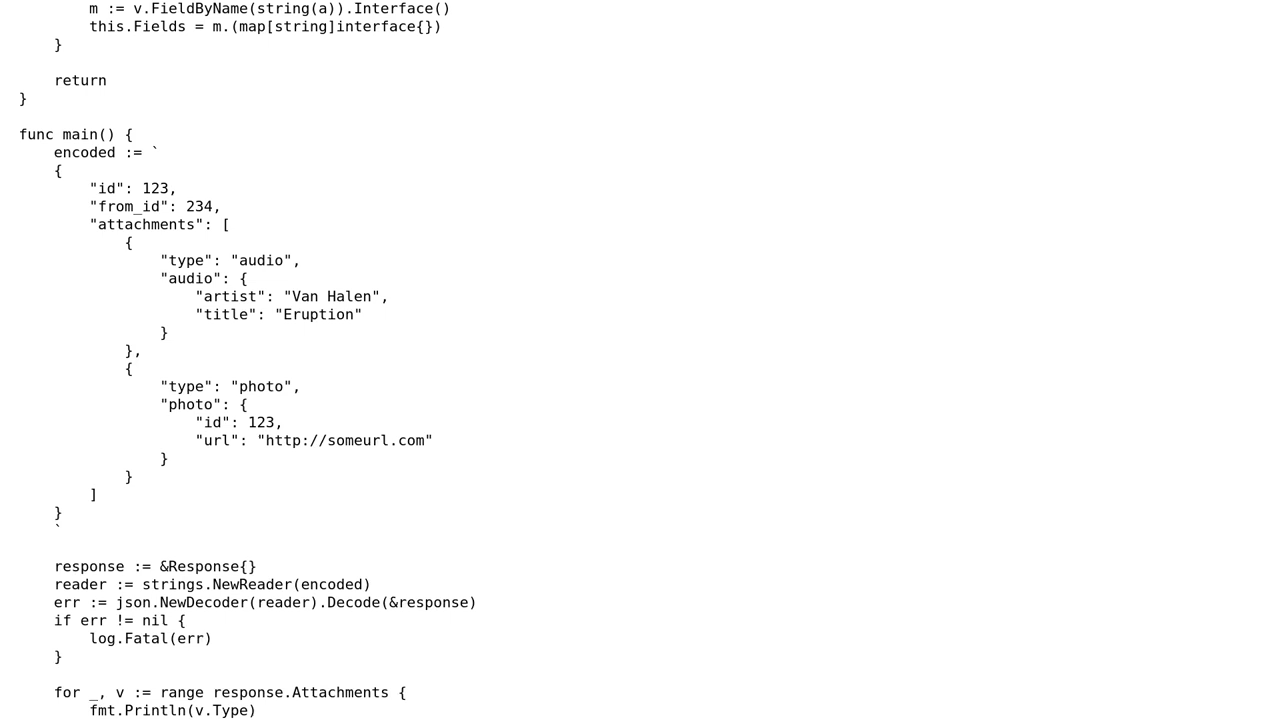 m := v.FieldByName(string(a)).Interface()
        this.Fields = m.(map[string]interface{})
    }

    return
}

func main() {
    encoded := `
    {
        "id": 123,
        "from_id": 234,
        "attachments": [
            {
                "type": "audio",
                "audio": {
                    "artist": "Van Halen",
                    "title": "Eruption"
                }
            },
            {
                "type": "photo",
                "photo": {
                    "id": 123,
                    "url": "http://someurl.com"
                }
            }
        ]
    }
    `

    response := &Response{}
    reader := strings.NewReader(encoded)
    err := json.NewDecoder(reader).Decode(&response)
    if err != nil {
        log.Fatal(err)
    }

    for _, v := range response.Attachments {
        fmt.Println(v.Type)